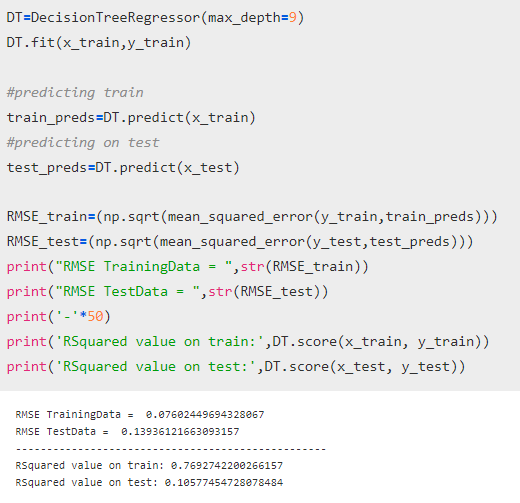 DT=DecisionTreeRegressor(max_depth=9)
DT.fit(x_train,y_train)
#predicting train
train_preds=DT.predict(x_train)
#predicting on test
test_preds=DT.predict(x_test)
RMSE_train=(np.sqrt(mean_squared_error(y_train,train_preds)))
RMSE_test=(np.sqrt(mean_squared_error(y_test,test_preds)))
print("RMSE TrainingData = ",str(RMSE_train))
print("RMSE TestData = ",str(RMSE_test))
print('-'*50)
print('RSquared value on train:',DT.score(x_train, y_train))
print('RSquared value on test:',DT.score(x_test, y_test))
RMSE TrainingData =  0.07602449694328067
RMSE TestData =  0.13936121663093157
--------------------------------------------------
RSquared value on train: 0.7692742200266157
RSquared value on test: 0.10577454728078484